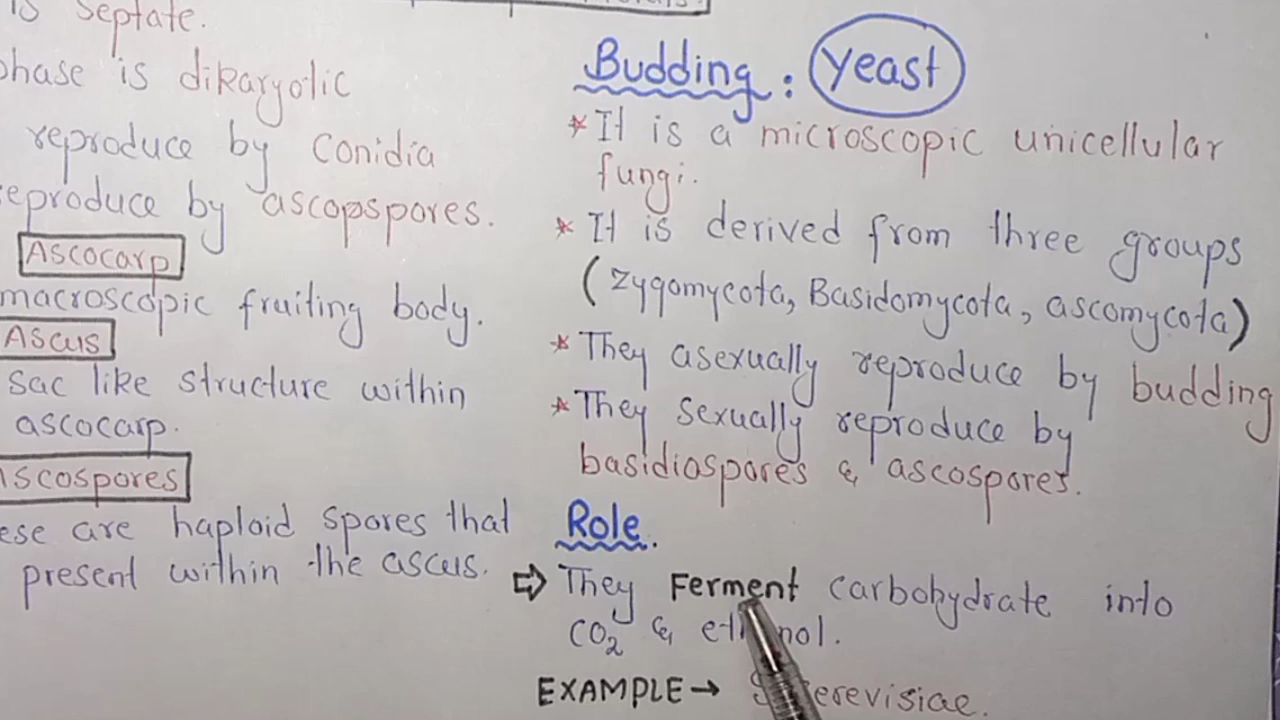 is septate.
phase is dikaryotic
reproduce by conidia
reproduce by ascopspores.
Ascocarp
macroscopic fruiting body.
Ascus
sac like structure within
ascocarp.
Ascospores
ese are haploid spores that
present within the ascus.
Budding : Yeast
* It is a microscopic unicellular
fungi.
* It is derived from three groups
(Zygomycota, Basidomycota, ascomycota)
* They asexually reproduce by budding
* They sexually reproduce by
basidiospores & ascospores.
Role.
⇨ They Ferment carbohydrate into
CO2 & ethanol.
EXAMPLE → S. cerevisiae.